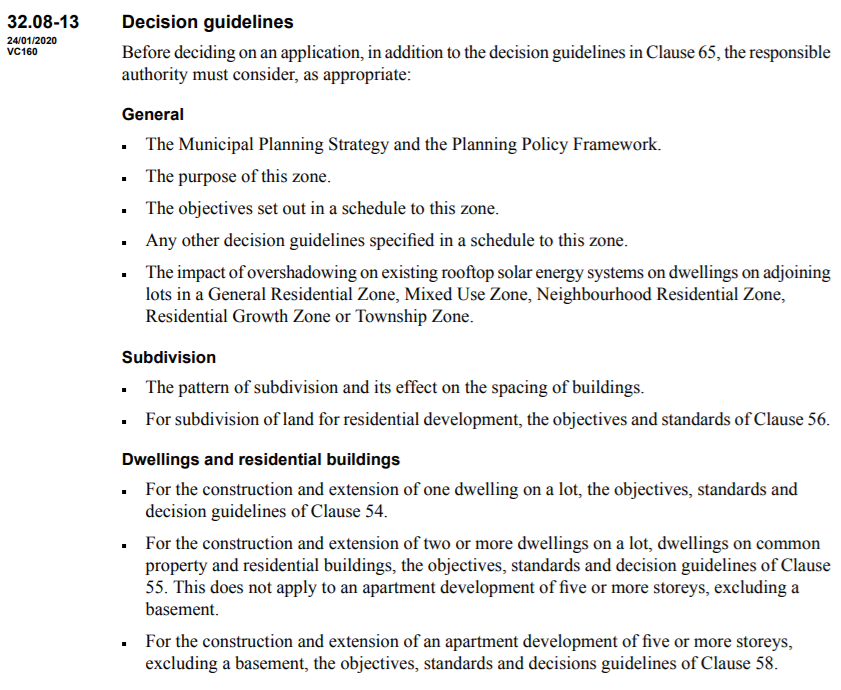 32.08-13 Decision guidelines
24/01/2020
VC160
Before deciding on an application, in addition to the decision guidelines in Clause 65, the responsible
authority must consider, as appropriate:
General
▪ The Municipal Planning Strategy and the Planning Policy Framework.
▪ The purpose of this zone.
▪ The objectives set out in a schedule to this zone.
▪ Any other decision guidelines specified in a schedule to this zone.
▪ The impact of overshadowing on existing rooftop solar energy systems on dwellings on adjoining
lots in a General Residential Zone, Mixed Use Zone, Neighbourhood Residential Zone,
Residential Growth Zone or Township Zone.
Subdivision
▪ The pattern of subdivision and its effect on the spacing of buildings.
▪ For subdivision of land for residential development, the objectives and standards of Clause 56.
Dwellings and residential buildings
▪ For the construction and extension of one dwelling on a lot, the objectives, standards and
decision guidelines of Clause 54.
▪ For the construction and extension of two or more dwellings on a lot, dwellings on common
property and residential buildings, the objectives, standards and decision guidelines of Clause
55. This does not apply to an apartment development of five or more storeys, excluding a
basement.
▪ For the construction and extension of an apartment development of five or more storeys,
excluding a basement, the objectives, standards and decisions guidelines of Clause 58.